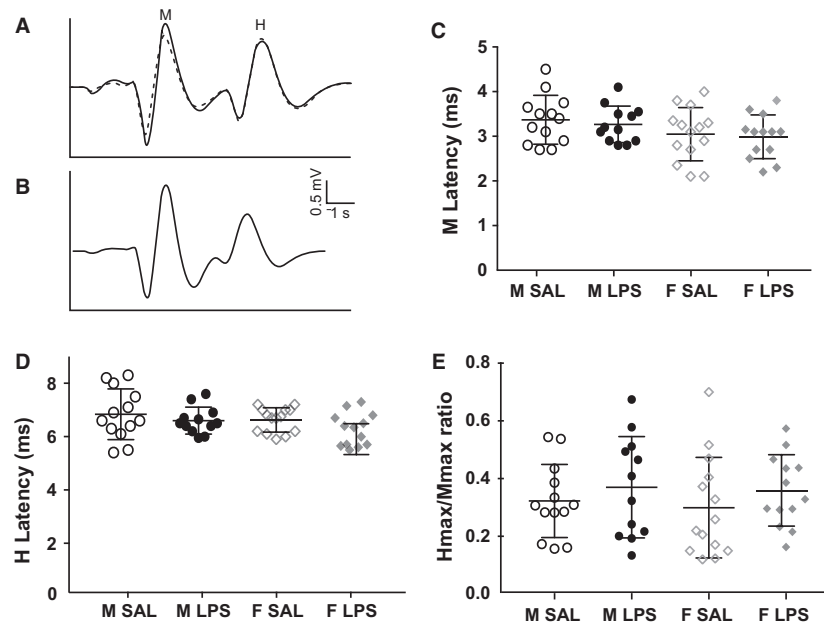 A
M
H
B
0.5 mV
1 s
C
M Latency (ms)
5
4
3
2
1
0
M SAL M LPS F SAL F LPS
D
H Latency (ms)
8
6
4
2
0
M SAL M LPS F SAL F LPS
E
Hmax/Mmax ratio
0.8
0.6
0.4
0.2
0.0
M SAL M LPS F SAL F LPS